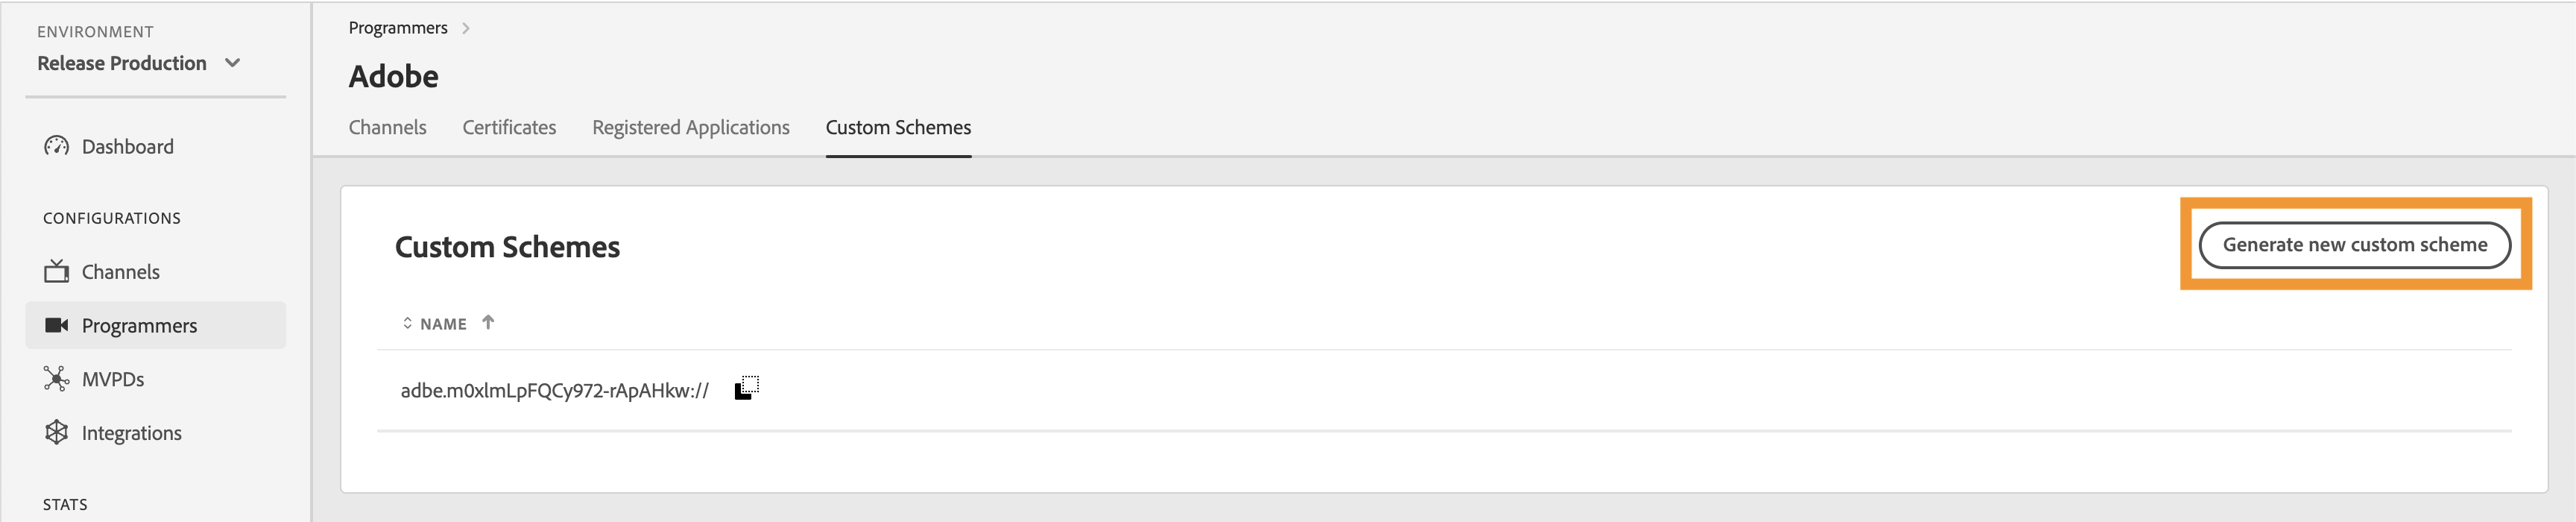 ENVIRONMENT
Release Production
Dashboard
CONFIGURATIONS
Channels
Programmers
MVPDs
Integrations
STATS
Programmers
Adobe
Channels Certificates Registered Applications Custom Schemes
Custom Schemes
Generate new custom scheme
NAME
adbe.m0xlmLpFQCy972-rApAHkw://